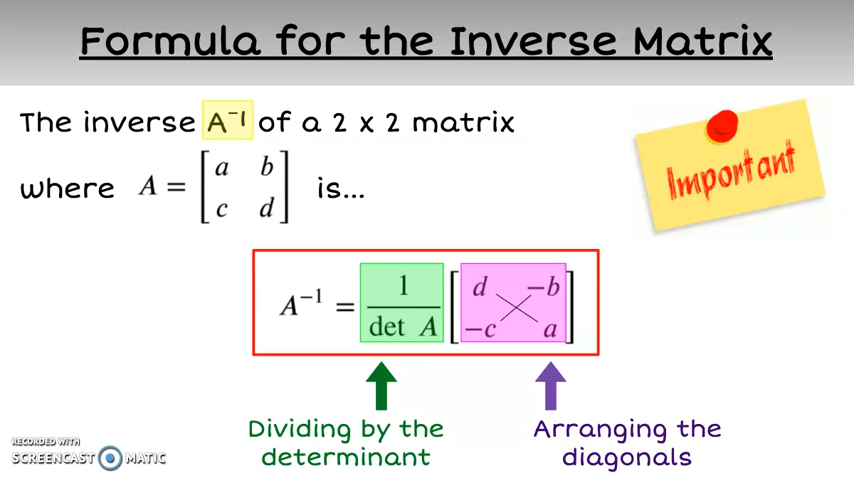 Formula for the Inverse Matrix
The inverse A⁻¹ of a 2 x 2 matrix
where A = [a b
c d] is...
Important
A⁻¹ = 1/det A [d −b
−c a]
Dividing by the
determinant
Arranging the
diagonals
RECORDED WITH
SCREENCAST MATIC